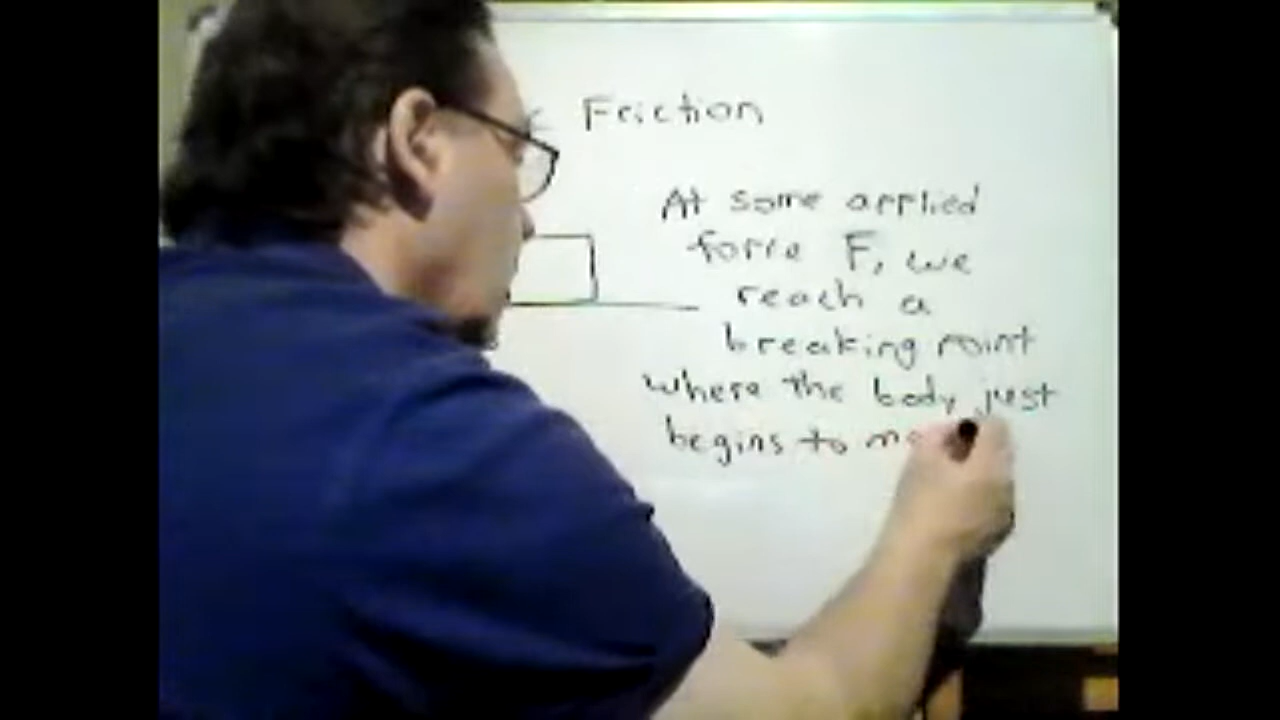 Friction
At some applied
force F, we
reach a
breaking point
where the body just
begins to